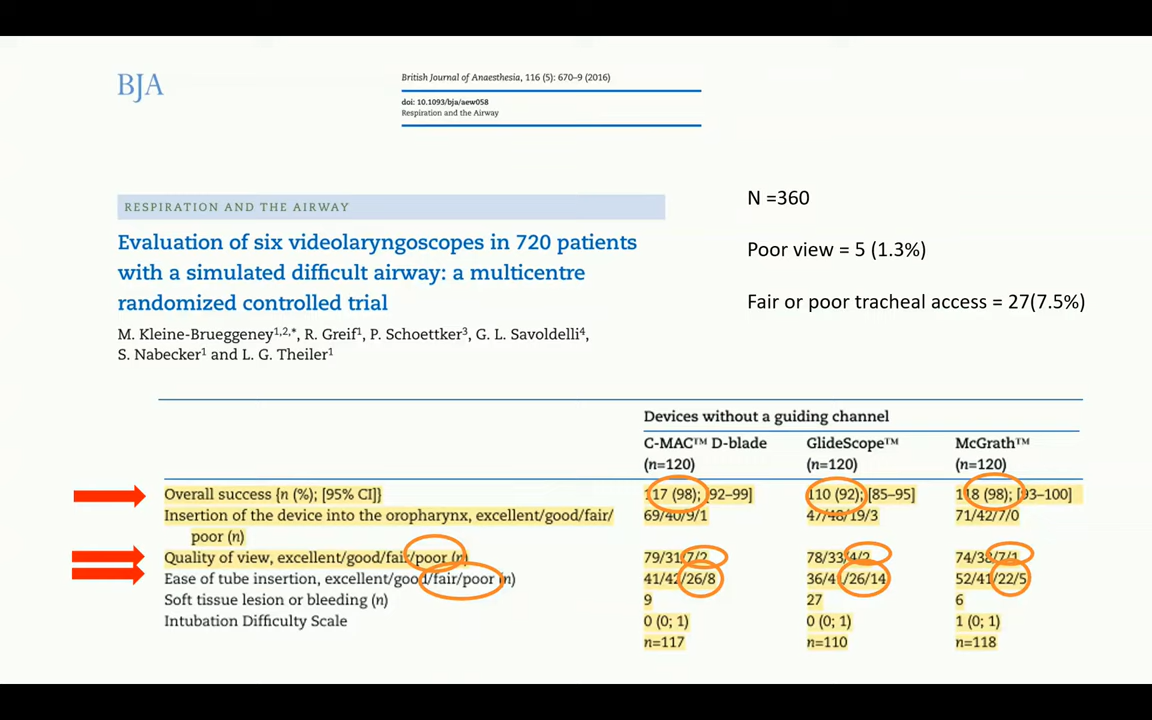 BJA
British Journal of Anaesthesia, 116 (5): 670–9 (2016)
doi: 10.1093/bja/aew058
Respiration and the Airway
RESPIRATION AND THE AIRWAY
Evaluation of six videolaryngoscopes in 720 patients
with a simulated difficult airway: a multicentre
randomized controlled trial
M. Kleine-Brueggeney1,2,*, R. Greif1, P. Schoettker3, G. L. Savoldelli4,
S. Nabecker1 and L. G. Theiler1
N =360
Poor view = 5 (1.3%)
Fair or poor tracheal access = 27(7.5%)
Devices without a guiding channel
C-MAC™ D-blade GlideScope™ McGrath™
(n=120) (n=120) (n=120)
Overall success {n (%); [95% CI]} 117 (98); [92–99] 110 (92); [85–95] 118 (98); [93–100]
Insertion of the device into the oropharynx, excellent/good/fair/ 69/40/9/1 47/48/19/3 71/42/7/0
poor (n)
Quality of view, excellent/good/fair/poor (n) 79/31/7/2 78/33/4/2 74/38/7/1
Ease of tube insertion, excellent/good/fair/poor (n) 41/42/26/8 36/41/26/14 52/41/22/5
Soft tissue lesion or bleeding (n) 9 27 6
Intubation Difficulty Scale 0 (0; 1) 0 (0; 1) 1 (0; 1)
n=117 n=110 n=118